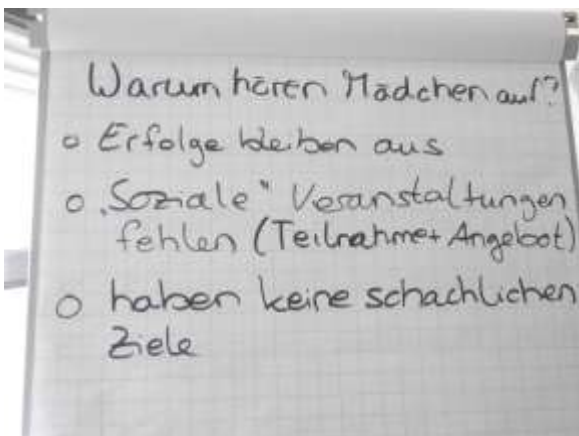 Warum hören Mädchen auf?
o Erfolge bleiben aus
o „Soziale" Veranstaltungen
fehlen (Teilnahme + Angebot)
o haben keine schachlichen
Ziele